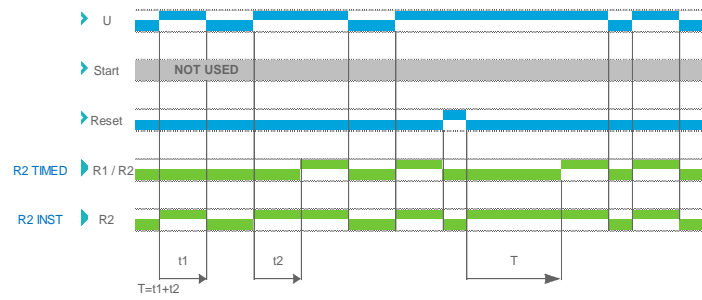 U
Start NOT USED
Reset
R2 TIMED R1 / R2
R2 INST R2
t1 t2 T
T=t1+t2